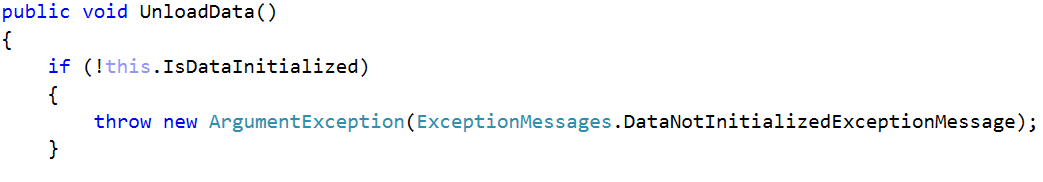 public void UnloadData()
{
    if (!this.IsDataInitialized)
    {
        throw new ArgumentException(ExceptionMessages.DataNotInitializedExceptionMessage);
    }